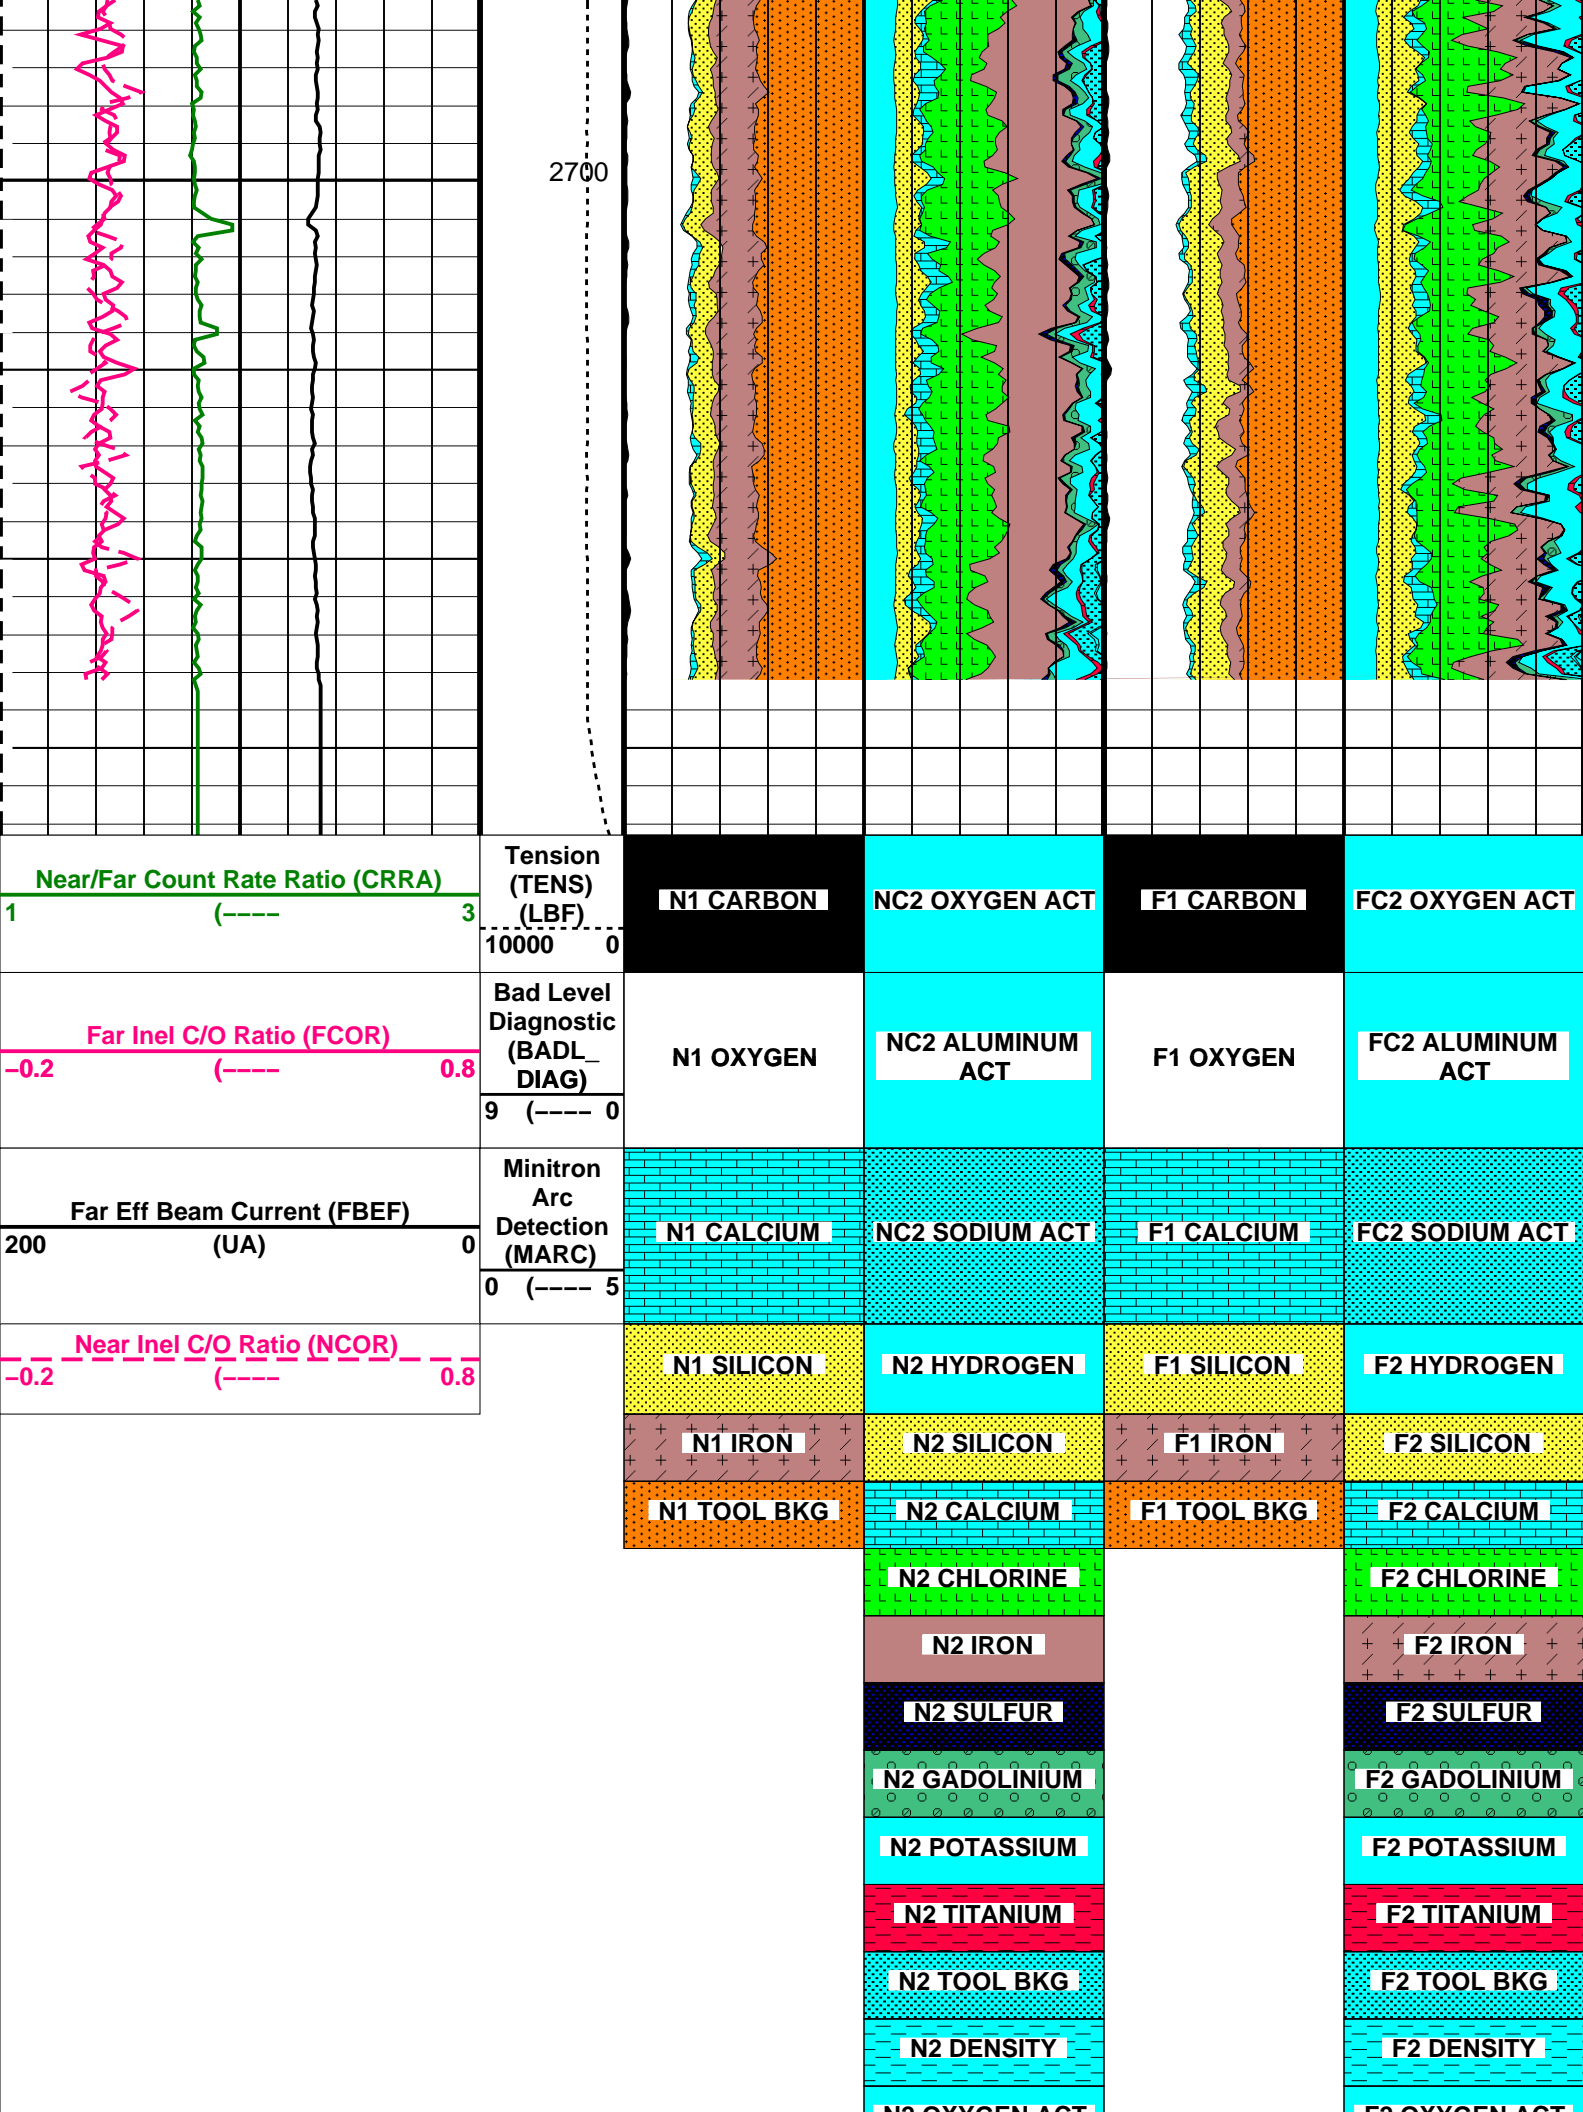 2700
Near/Far Count Rate Ratio (CRRA)
1 (---- 3
Tension
(TENS)
(LBF)
10000 0
N1 CARBON
NC2 OXYGEN ACT
F1 CARBON
FC2 OXYGEN ACT
Far Inel C/O Ratio (FCOR)
-0.2 (---- 0.8
Bad Level
Diagnostic
(BADL_
DIAG)
9 (---- 0
N1 OXYGEN
NC2 ALUMINUM
ACT
F1 OXYGEN
FC2 ALUMINUM
ACT
Far Eff Beam Current (FBEF)
200 (UA) 0
Minitron
Arc
Detection
(MARC)
0 (---- 5
N1 CALCIUM
NC2 SODIUM ACT
F1 CALCIUM
FC2 SODIUM ACT
Near Inel C/O Ratio (NCOR)
-0.2 (---- 0.8
N1 SILICON
N2 HYDROGEN
F1 SILICON
F2 HYDROGEN
N1 IRON
N2 SILICON
F1 IRON
F2 SILICON
N1 TOOL BKG
N2 CALCIUM
F1 TOOL BKG
F2 CALCIUM
N2 CHLORINE
F2 CHLORINE
N2 IRON
F2 IRON
N2 SULFUR
F2 SULFUR
N2 GADOLINIUM
F2 GADOLINIUM
N2 POTASSIUM
F2 POTASSIUM
N2 TITANIUM
F2 TITANIUM
N2 TOOL BKG
F2 TOOL BKG
N2 DENSITY
F2 DENSITY
N2 OXYGEN ACT
F2 OXYGEN ACT